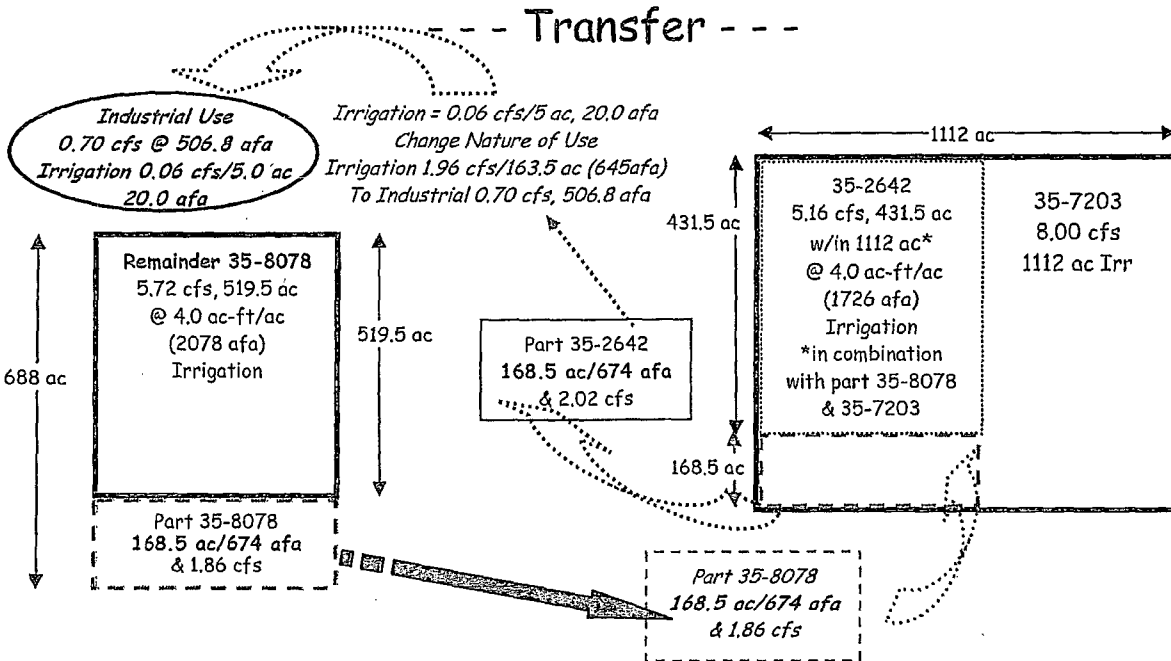 - - - Transfer - - -
Industrial Use
0.70 cfs @ 506.8 afa
Irrigation 0.06 cfs/5.0 ac
20.0 afa
Irrigation = 0.06 cfs/5 ac, 20.0 afa
Change Nature of Use
Irrigation 1.96 cfs/163.5 ac (645afa)
To Industrial 0.70 cfs, 506.8 afa
688 ac
Remainder 35-8078
5.72 cfs, 519.5 ac
@ 4.0 ac-ft/ac
(2078 afa)
Irrigation
519.5 ac
Part 35-8078
168.5 ac/674 afa
& 1.86 cfs
Part 35-2642
168.5 ac/674 afa
& 2.02 cfs
1112 ac
431.5 ac
35-2642
5.16 cfs, 431.5 ac
w/in 1112 ac*
@ 4.0 ac-ft/ac
(1726 afa)
Irrigation
*in combination
with part 35-8078
& 35-7203
35-7203
8.00 cfs
1112 ac Irr
168.5 ac
Part 35-8078
168.5 ac/674 afa
& 1.86 cfs